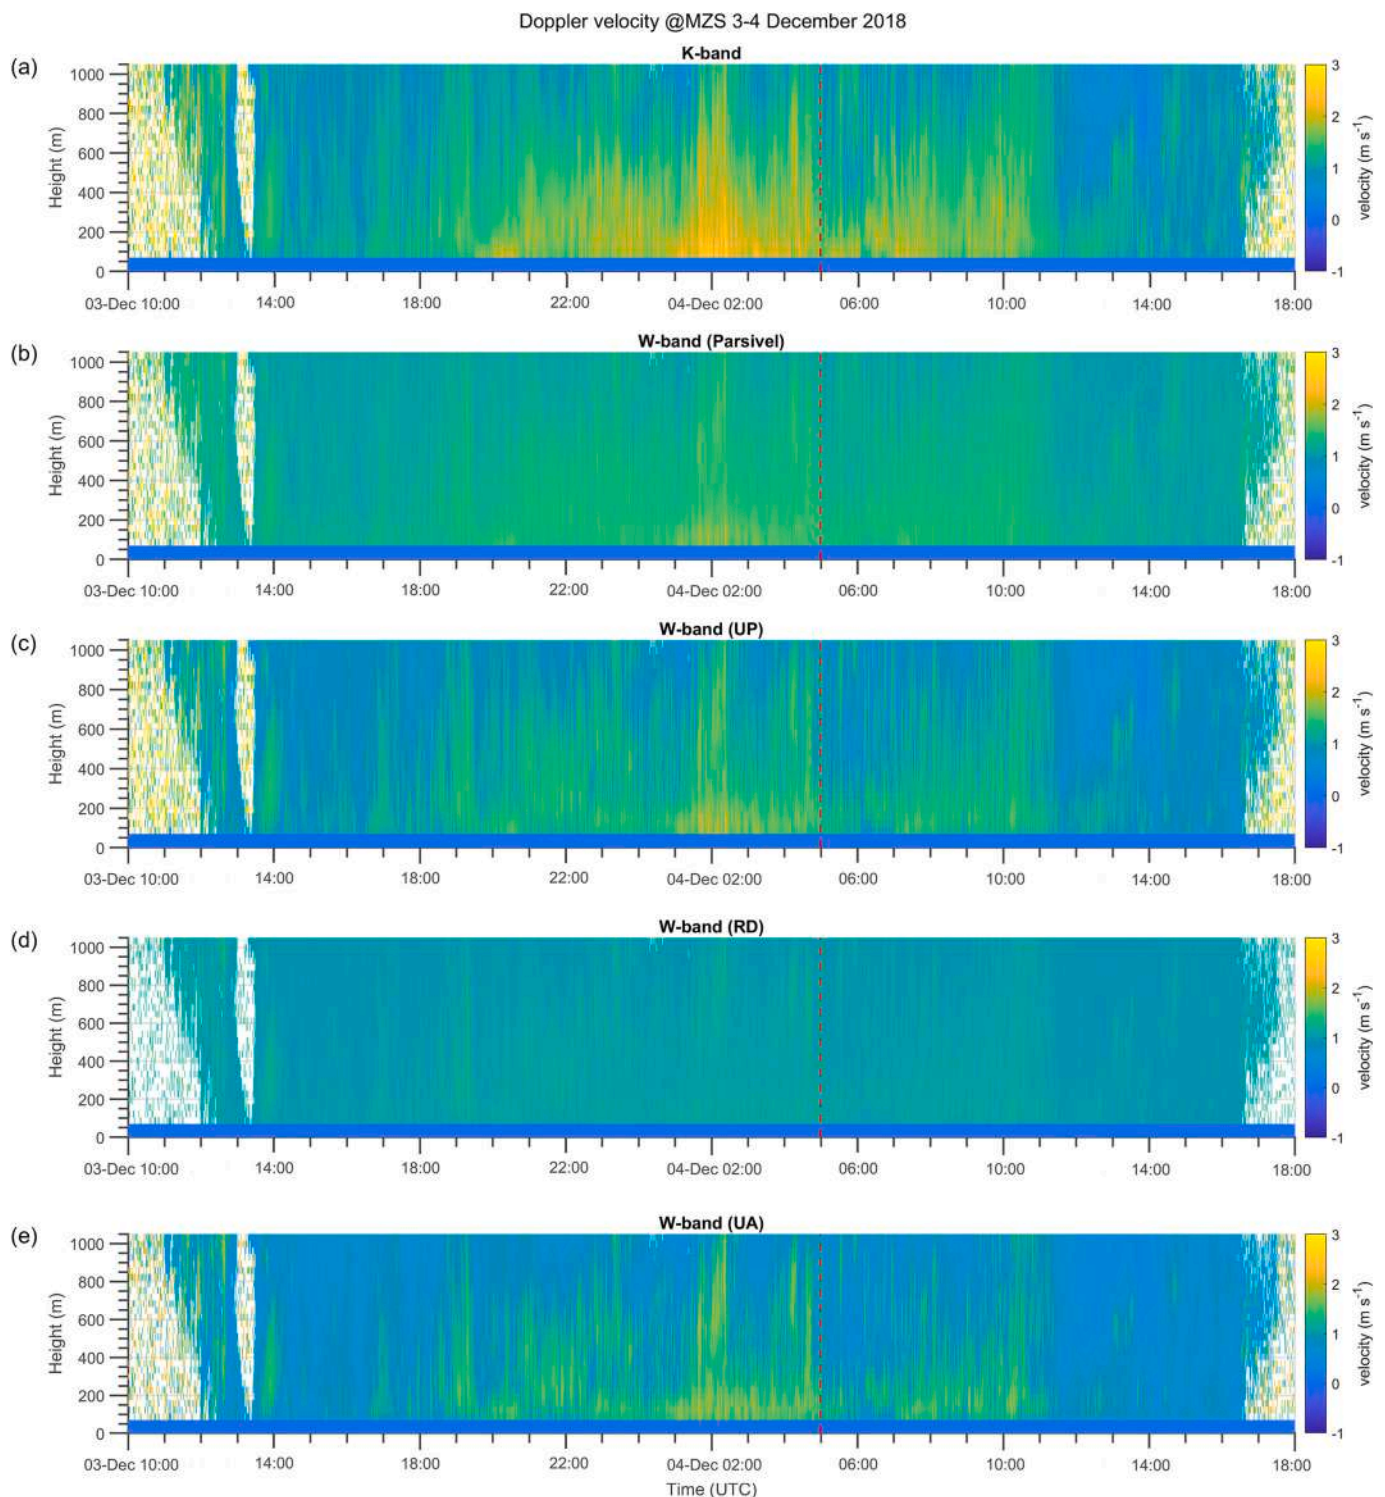 Doppler velocity @MZS 3-4 December 2018
(a)
K-band
Height (m)
1000
800
600
400
200
0
03-Dec 10:00 14:00 18:00 22:00 04-Dec 02:00 06:00 10:00 14:00 18:00
3
2
1
0
-1
velocity (m s-1)
(b)
W-band (Parsivel)
Height (m)
1000
800
600
400
200
0
03-Dec 10:00 14:00 18:00 22:00 04-Dec 02:00 06:00 10:00 14:00 18:00
3
2
1
0
-1
velocity (m s-1)
(c)
W-band (UP)
Height (m)
1000
800
600
400
200
0
03-Dec 10:00 14:00 18:00 22:00 04-Dec 02:00 06:00 10:00 14:00 18:00
3
2
1
0
-1
velocity (m s-1)
(d)
W-band (RD)
Height (m)
1000
800
600
400
200
0
03-Dec 10:00 14:00 18:00 22:00 04-Dec 02:00 06:00 10:00 14:00 18:00
3
2
1
0
-1
velocity (m s-1)
(e)
W-band (UA)
Height (m)
1000
800
600
400
200
0
03-Dec 10:00 14:00 18:00 22:00 04-Dec 02:00 06:00 10:00 14:00 18:00
3
2
1
0
-1
velocity (m s-1)
Time (UTC)